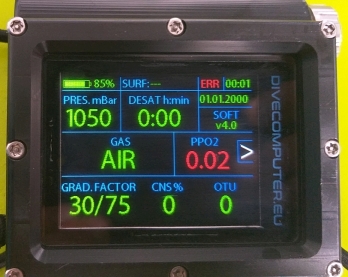 85% SURF:--- ERR 00:01
PRES. mBar DESAT h:min 01.01.2000
1050 0:00 SOFT
v4.0
GAS PPO2
AIR 0.02 >
GRAD. FACTOR CNS % OTU
30/75 0 0
DIVECOMPUTER.EU